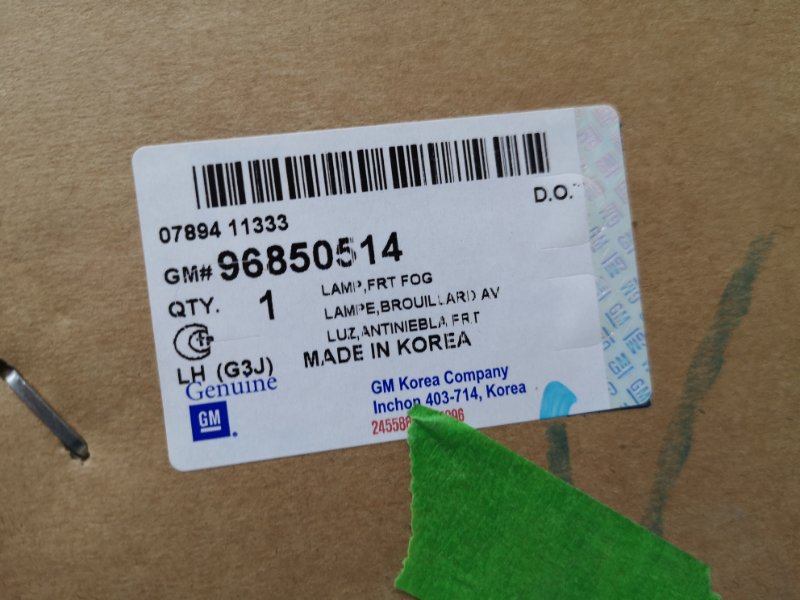 D.O.
07894 11333
GM# 96850514
QTY. 1
LAMP,FRT FOG
LAMPE,BROUILLARD AV
LUZ,ANTINIEBLA,FRT
MADE IN KOREA
LH (G3J)
Genuine
GM
GM Korea Company
Inchon 403-714, Korea